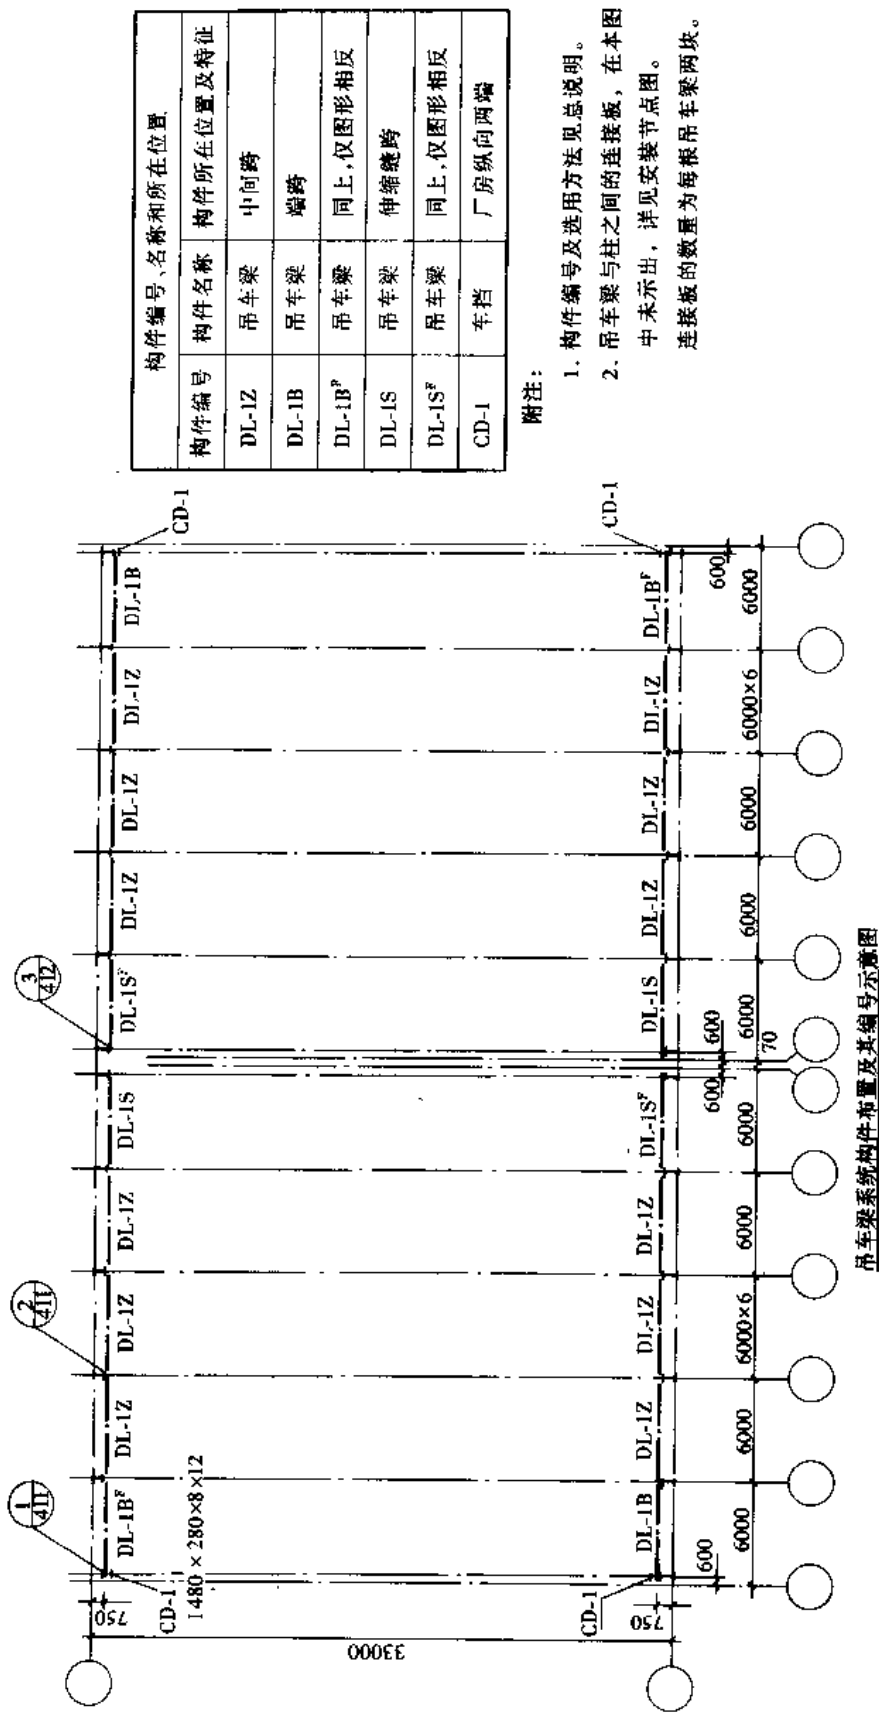 构件编号、名称和所在位置
构件编号 构件名称 构件所在位置及特征
DL-1Z 吊车梁 中间跨
DL-1B 吊车梁 端跨
DL-1Bᶠ 吊车梁 同上,仅图形相反
DL-1S 吊车梁 伸缩缝跨
DL-1Sᶠ 吊车梁 同上,仅图形相反
CD-1 车挡 厂房纵向两端
附注:
1. 构件编号及选用方法见总说明。
2. 吊车梁与柱之间的连接板,在本图
中未示出,详见安装节点图。
连接板的数量为每根吊车梁两块。
1 411
2 411
3 412
DL-1Bᶠ DL-1Z DL-1Z DL-1Z DL-1S DL-1Sᶠ DL-1Z DL-1Z DL-1Z DL-1B
CD-1
CD-1
I480×280×8×12
750
33000
750
CD-1
CD-1
DL-1B DL-1Z DL-1Z DL-1Z DL-1Sᶠ DL-1S DL-1Z DL-1Z DL-1Z DL-1Bᶠ
600 600 600 600
6000 6000 6000×6 6000 6000 70 6000 6000 6000 6000×6 6000
吊车梁系统构件布置及其编号示意图